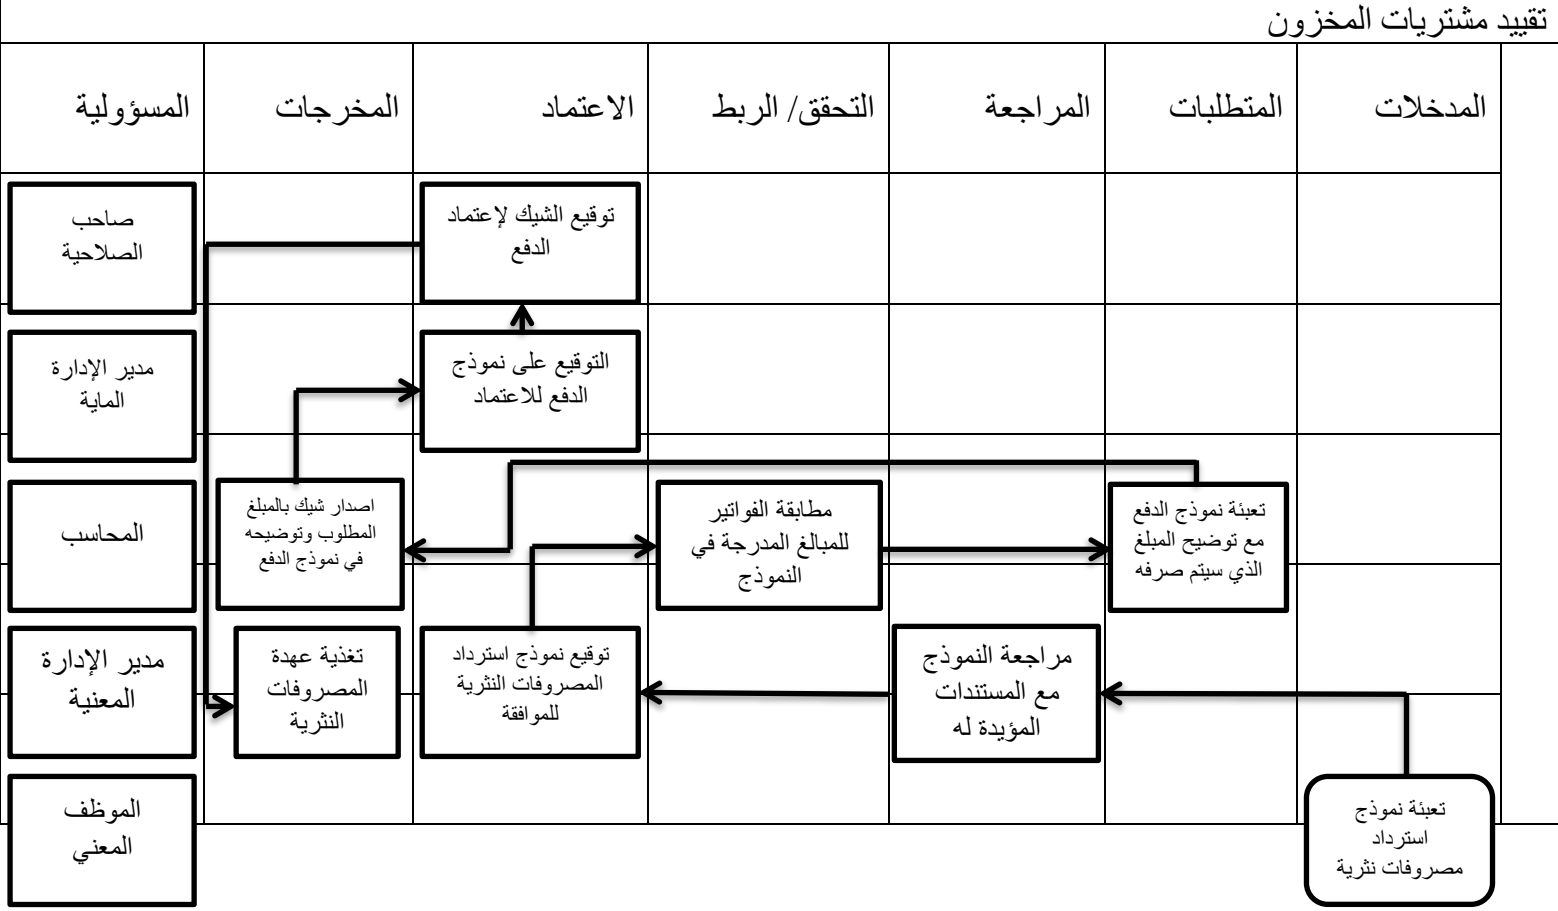 تقييد مشتريات المخزون
المدخلات
المتطلبات
المراجعة
التحقق/ الربط
الاعتماد
المخرجات
المسؤولية
توقيع الشيك لإعتماد
الدفع
صاحب
الصلاحية
التوقيع على نموذج
الدفع للاعتماد
مدير الإدارة
الماية
تعبئة نموذج الدفع
مع توضيح المبلغ
الذي سيتم صرفه
مطابقة الفواتير
للمبالغ المدرجة في
النموذج
اصدار شيك بالمبلغ
المطلوب وتوضيحه
في نموذج الدفع
المحاسب
مراجعة النموذج
مع المستندات
المؤيدة له
توقيع نموذج استرداد
المصروفات النثرية
للموافقة
تغذية عهدة
المصروفات
النثرية
مدير الإدارة
المعنية
تعبئة نموذج
استرداد
مصروفات نثرية
الموظف
المعني